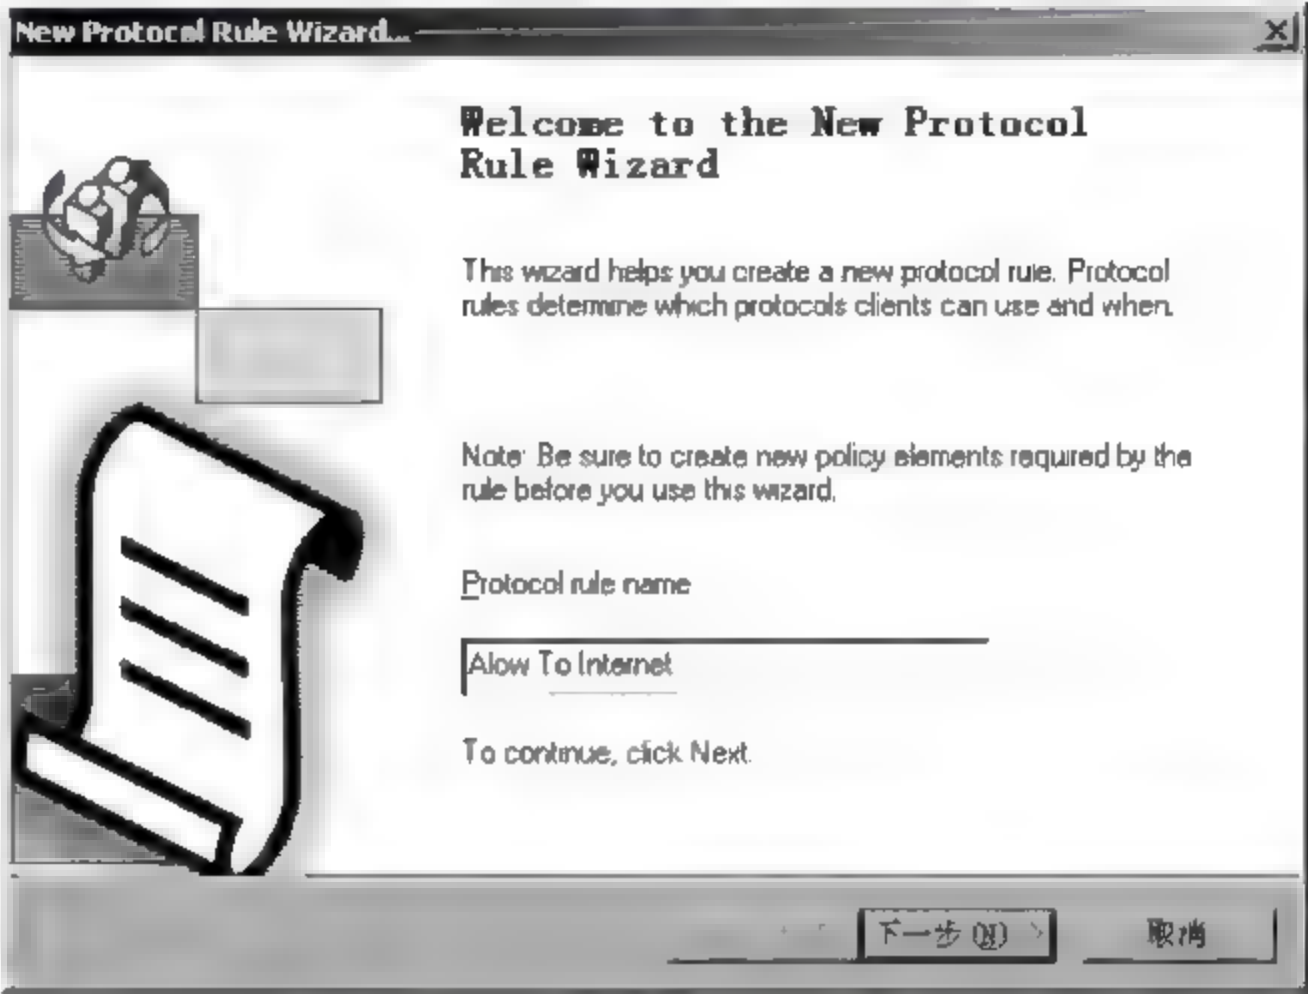 New Protocol Rule Wizard...
Welcome to the New Protocol
Rule Wizard
This wizard helps you create a new protocol rule. Protocol
rules determine which protocols clients can use and when.
Note: Be sure to create new policy elements required by the
rule before you use this wizard.
Protocol rule name
Alow To Internet
To continue, click Next.
下一步(N) >
取消